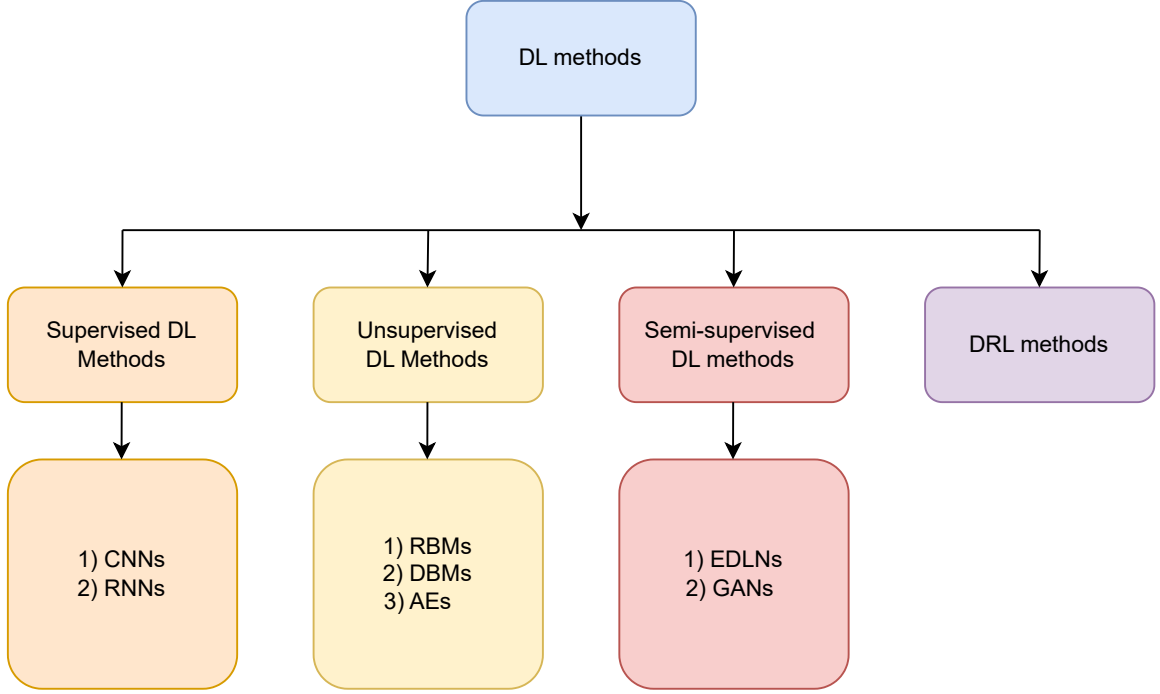 DL methods
Supervised DL
Methods
Unsupervised
DL Methods
Semi-supervised
DL methods
DRL methods
1) CNNs
2) RNNs
1) RBMs
2) DBMs
3) AEs
1) EDLNs
2) GANs